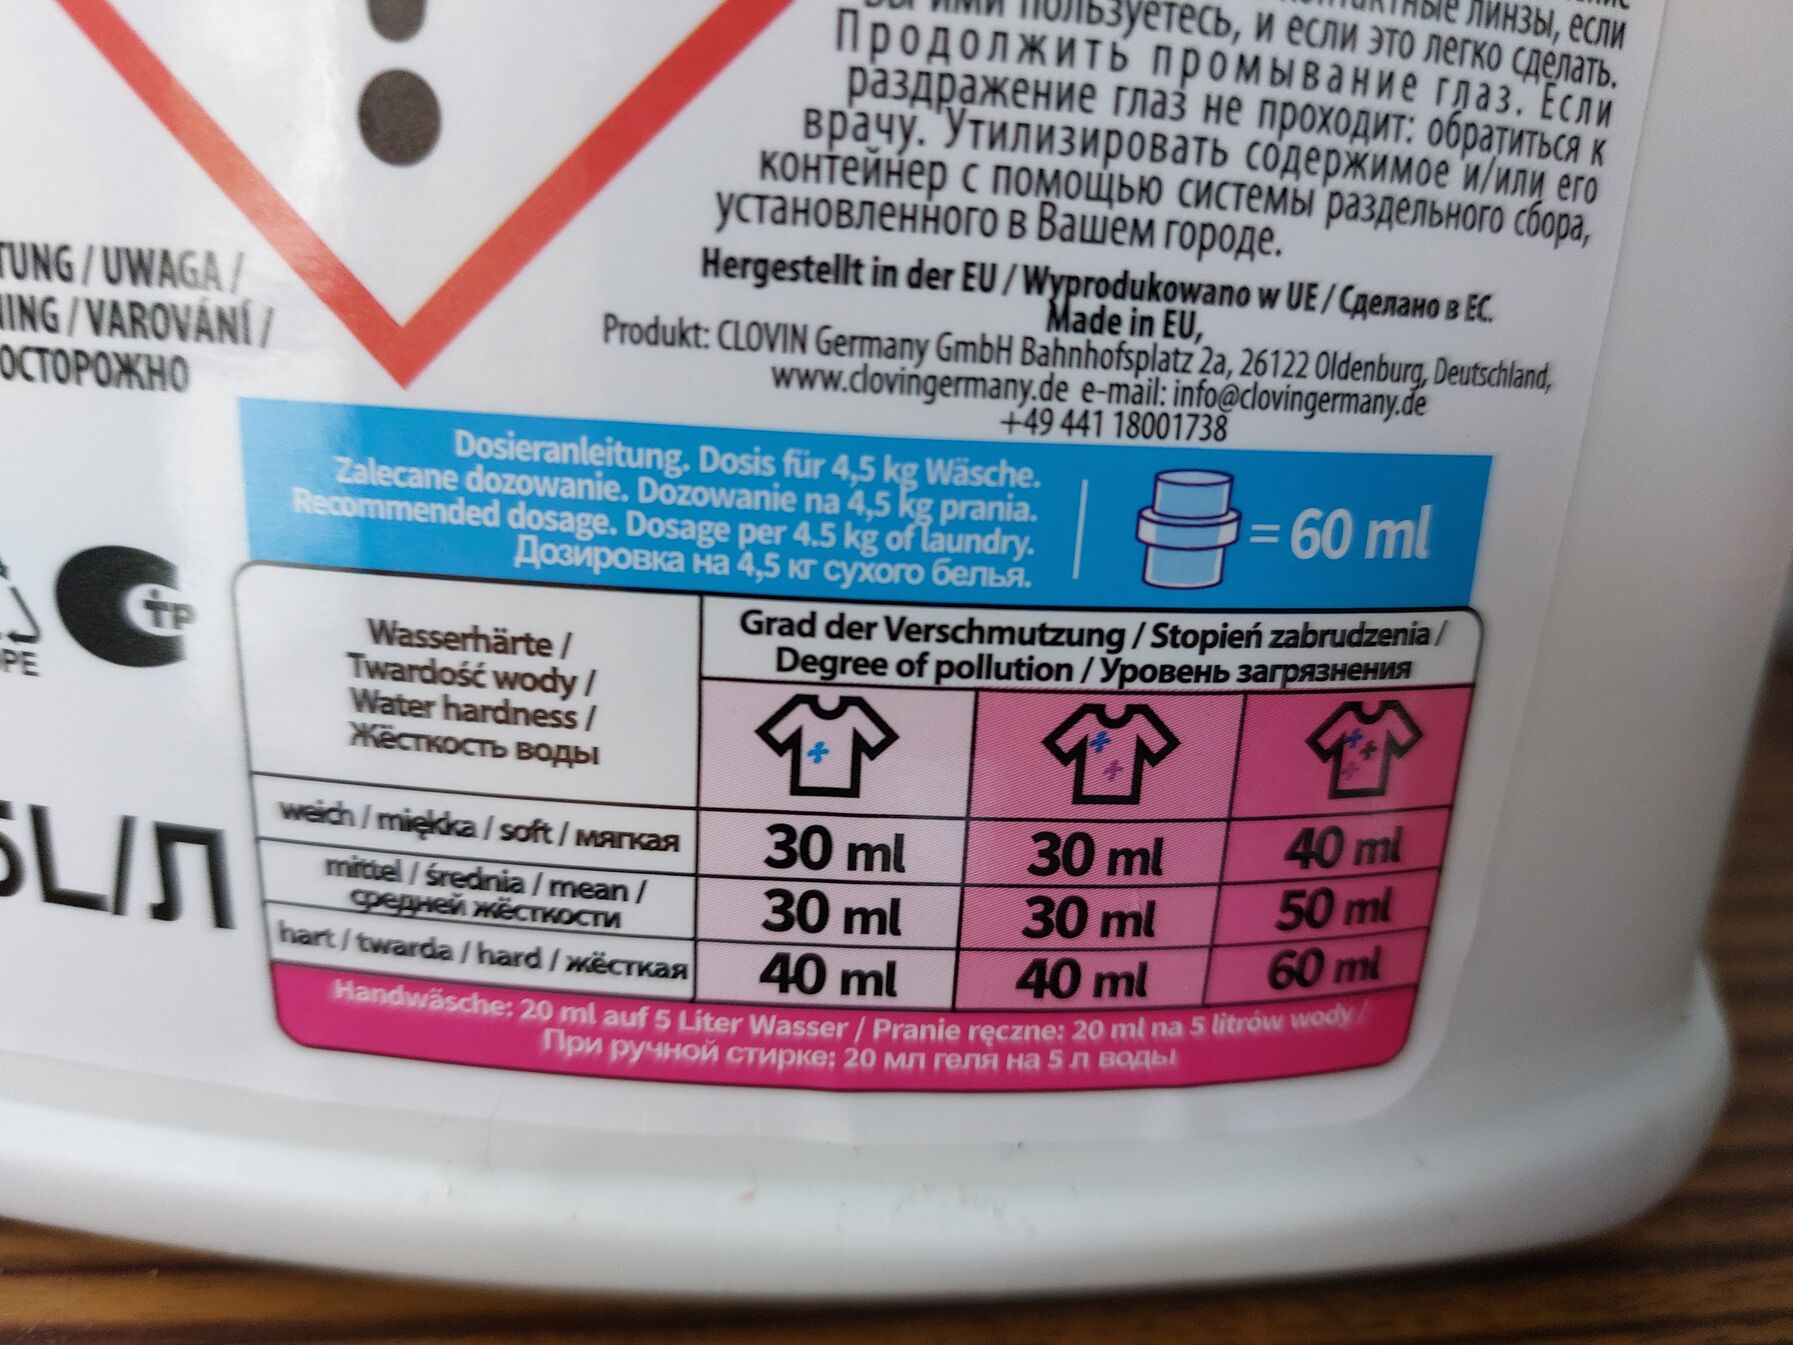 линзы, если
пользуетесь, и если это легко сделать.
Продолжить промывание глаз. Если
раздражение глаз не проходит: обратиться к
врачу. Утилизировать содержимое и/или его
контейнер с помощью системы раздельного сбора,
установленного в Вашем городе.
Hergestellt in der EU / Wyprodukowano w UE / Сделано в ЕС.
Made in EU,
Produkt: CLOVIN Germany GmbH Bahnhofsplatz 2a, 26122 Oldenburg, Deutschland,
www.clovingermany.de e-mail: info@clovingermany.de
+49 441 18001738
TUNG / UWAGA /
ING / VAROVÁNÍ /
ОСТОРОЖНО
PE
TP
5L/Л
Dosieranleitung. Dosis für 4,5 kg Wäsche.
Zalecane dozowanie. Dozowanie na 4,5 kg prania.
Recommended dosage. Dosage per 4.5 kg of laundry.
Дозировка на 4,5 кг сухого белья.
= 60 ml
Wasserhärte /
Twardość wody /
Water hardness /
Жёсткость воды
Grad der Verschmutzung / Stopień zabrudzenia /
Degree of pollution / Уровень загрязнения
weich / miękka / soft / мягкая
30 ml 30 ml 40 ml
mittel / średnia / mean /
средней жёсткости
30 ml 30 ml 50 ml
hart / twarda / hard / жёсткая
40 ml 40 ml 60 ml
Handwäsche: 20 ml auf 5 Liter Wasser / Pranie ręczne: 20 ml na 5 litrów wody /
При ручной стирке: 20 мл геля на 5 л воды